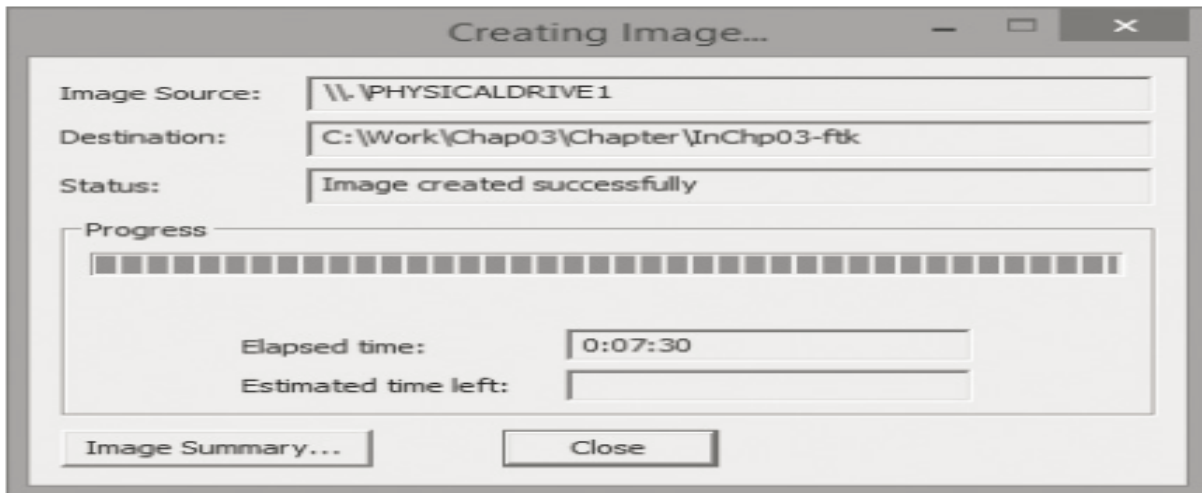 Creating Image...
Image Source: \\.\PHYSICALDRIVE1
Destination: C:\Work\Chap03\Chapter\InChp03-ftk
Status: Image created successfully
Progress
Elapsed time: 0:07:30
Estimated time left:
Image Summary... Close